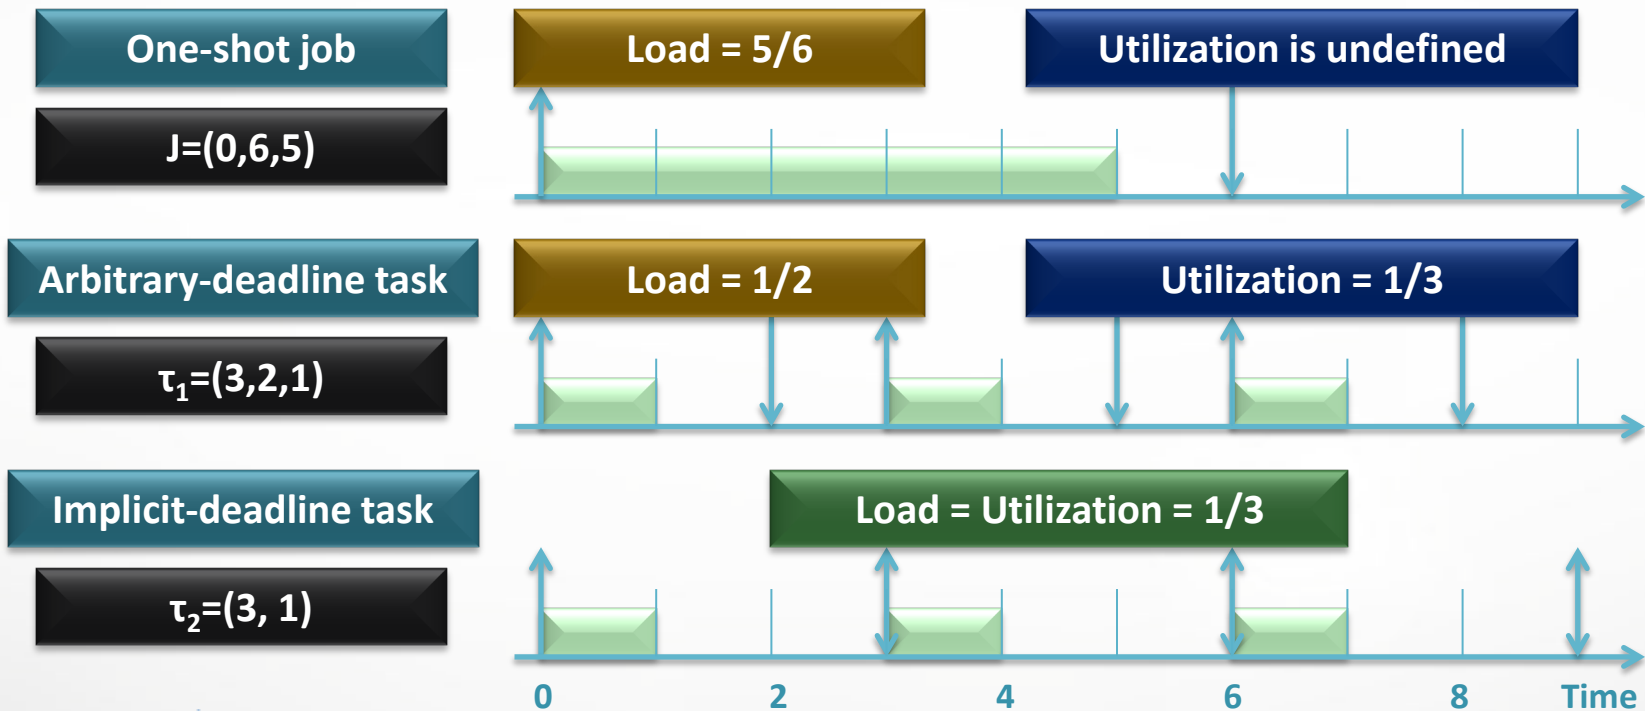 One-shot job
Load = 5/6
Utilization is undefined
J=(0,6,5)
Arbitrary-deadline task
Load = 1/2
Utilization = 1/3
τ₁=(3,2,1)
Implicit-deadline task
Load = Utilization = 1/3
τ₂=(3, 1)
0 2 4 6 8 Time